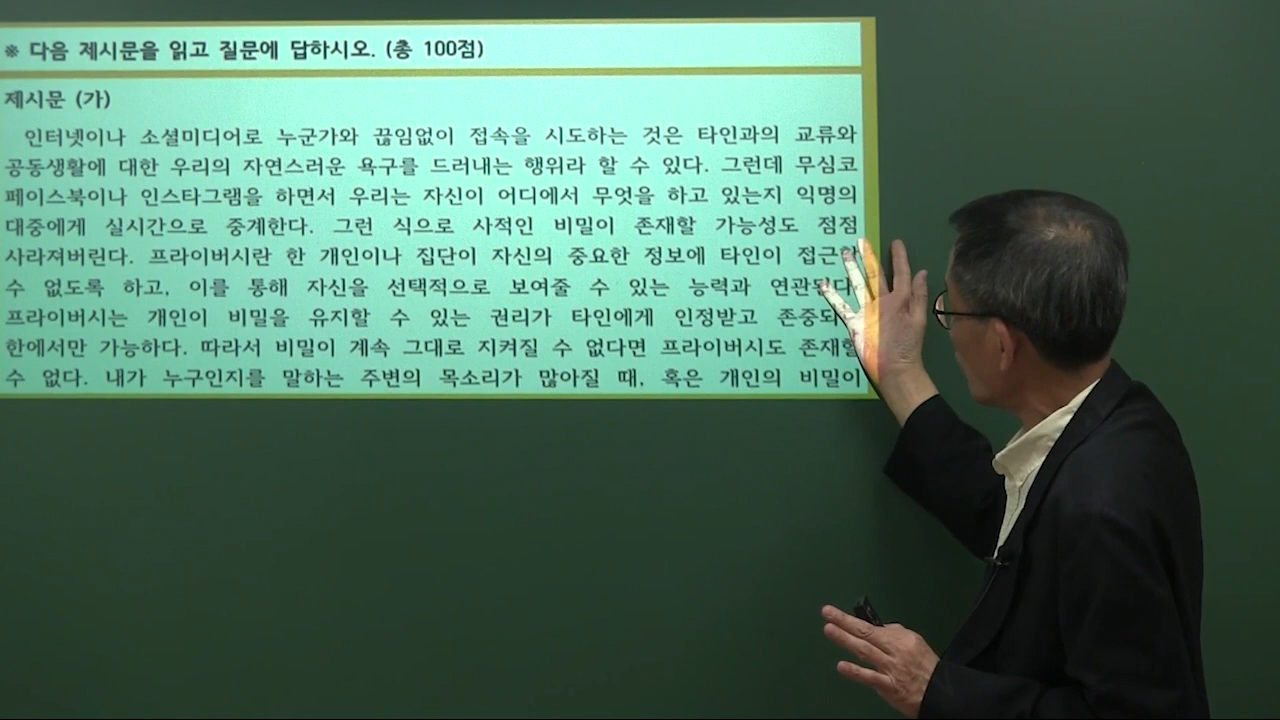 ※ 다음 제시문을 읽고 질문에 답하시오. (총 100점)
제시문 (가)
인터넷이나 소셜미디어로 누군가와 끊임없이 접속을 시도하는 것은 타인과의 교류와
공동생활에 대한 우리의 자연스러운 욕구를 드러내는 행위라 할 수 있다. 그런데 무심코
페이스북이나 인스타그램을 하면서 우리는 자신이 어디에서 무엇을 하고 있는지 익명의
대중에게 실시간으로 중계한다. 그런 식으로 사적인 비밀이 존재할 가능성도 점점
사라져버린다. 프라이버시란 한 개인이나 집단이 자신의 중요한 정보에 타인이
수 없도록 하고, 이를 통해 자신을 선택적으로 보여줄 수 있는 능력과 연관된다.
프라이버시는 개인이 비밀을 유지할 수 있는 권리가 타인에게 인정받고
한에서만 가능하다. 따라서 비밀이 계속 그대로 지켜질 수 없다면 프라이버시도 존재할
수 없다. 내가 누구인지를 말하는 주변의 목소리가 많아질 때, 혹은 개인의 비밀이